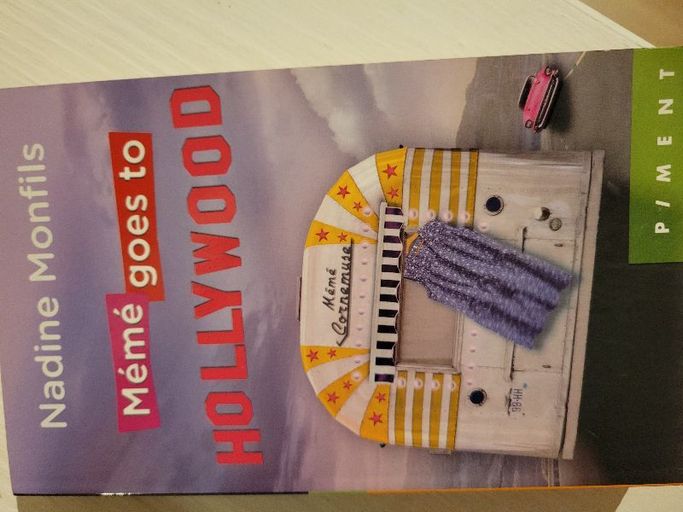 Nadine Monfils
Mémé goes to
HOLLYWOOD
Mémé
Cornemuse
PIMENT